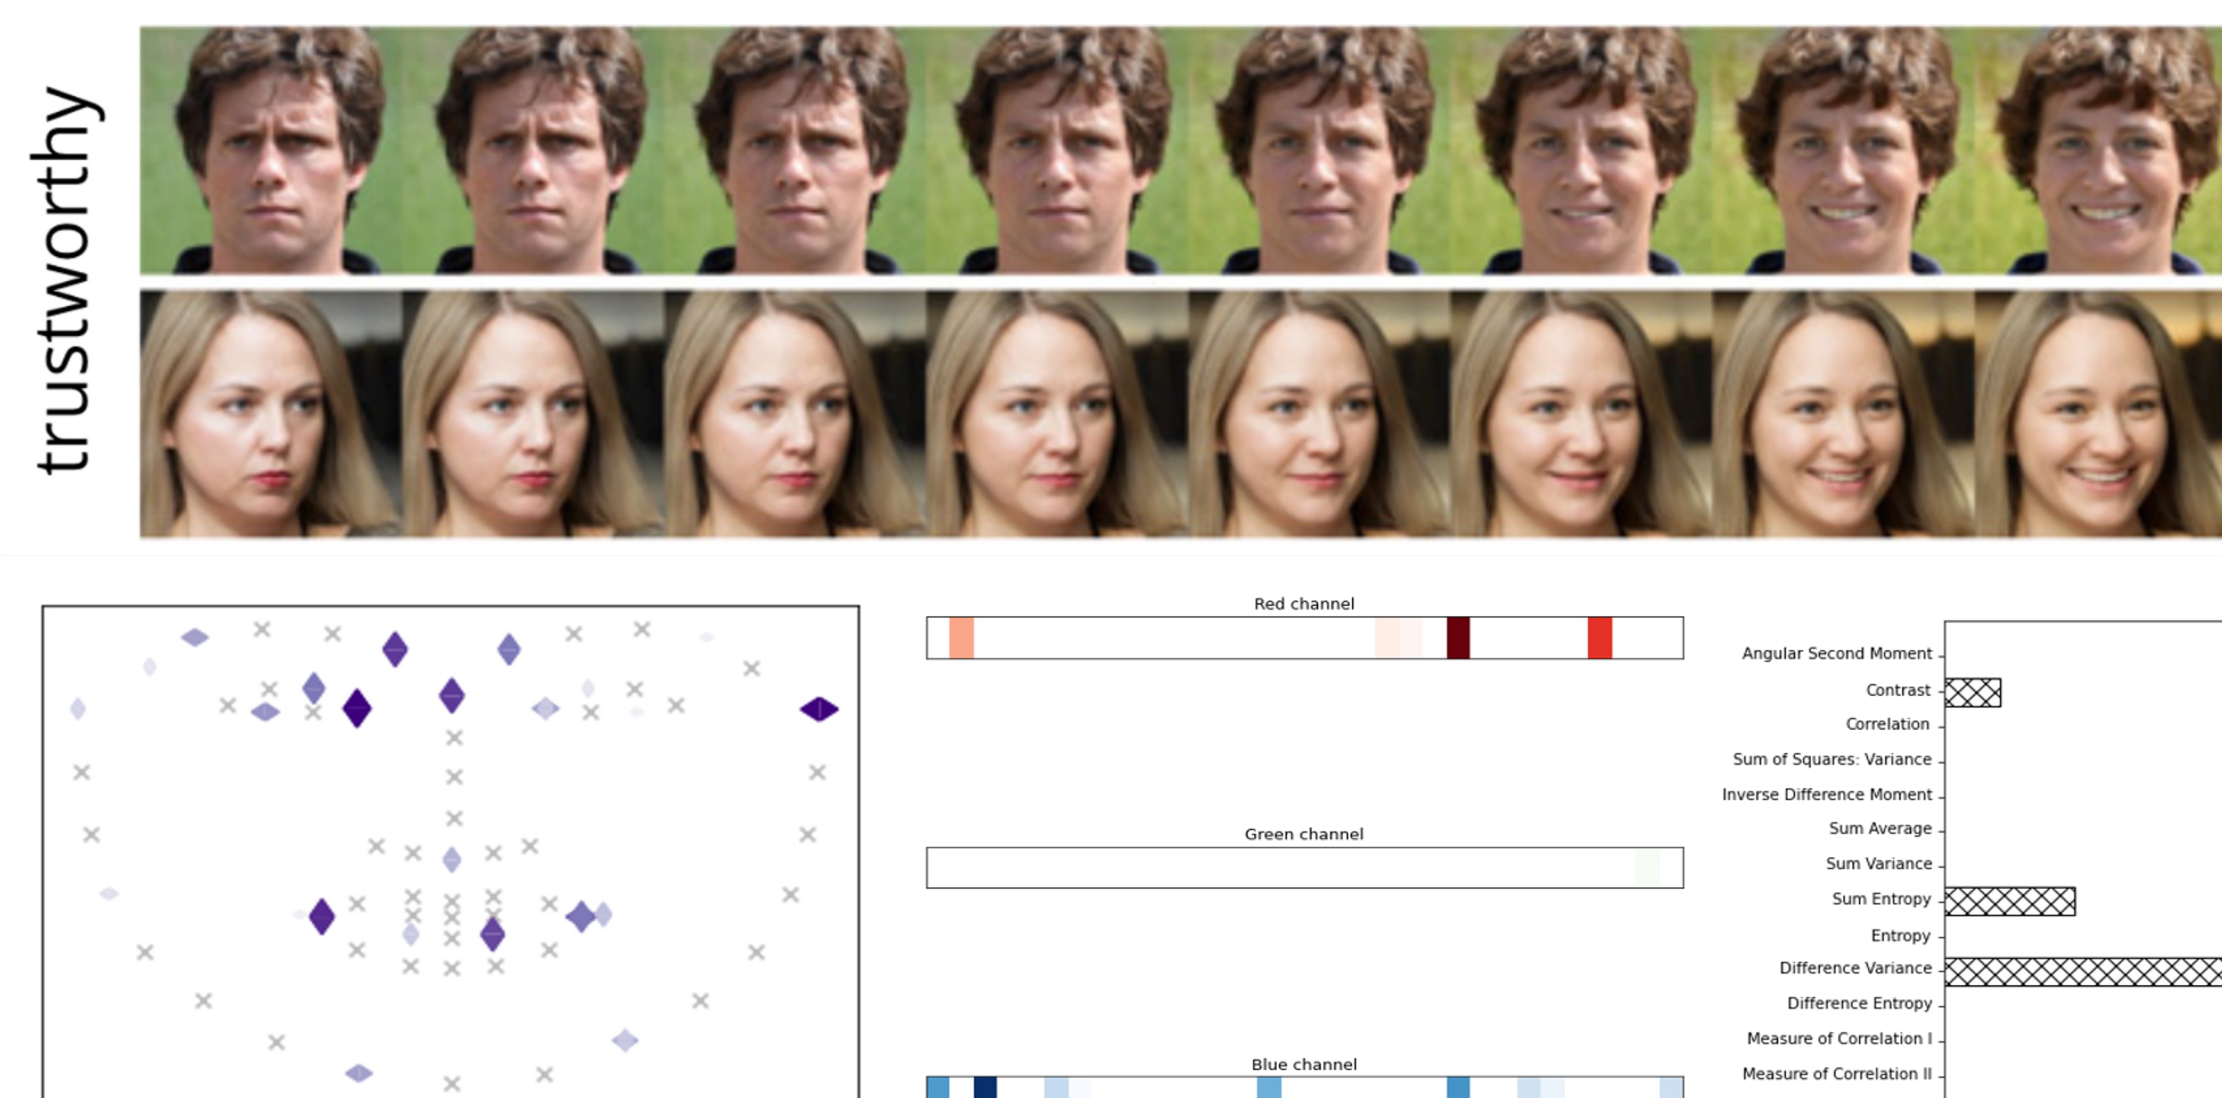 trustworthy
Red channel
Green channel
Blue channel
Angular Second Moment
Contrast
Correlation
Sum of Squares: Variance
Inverse Difference Moment
Sum Average
Sum Variance
Sum Entropy
Entropy
Difference Variance
Difference Entropy
Measure of Correlation I
Measure of Correlation II